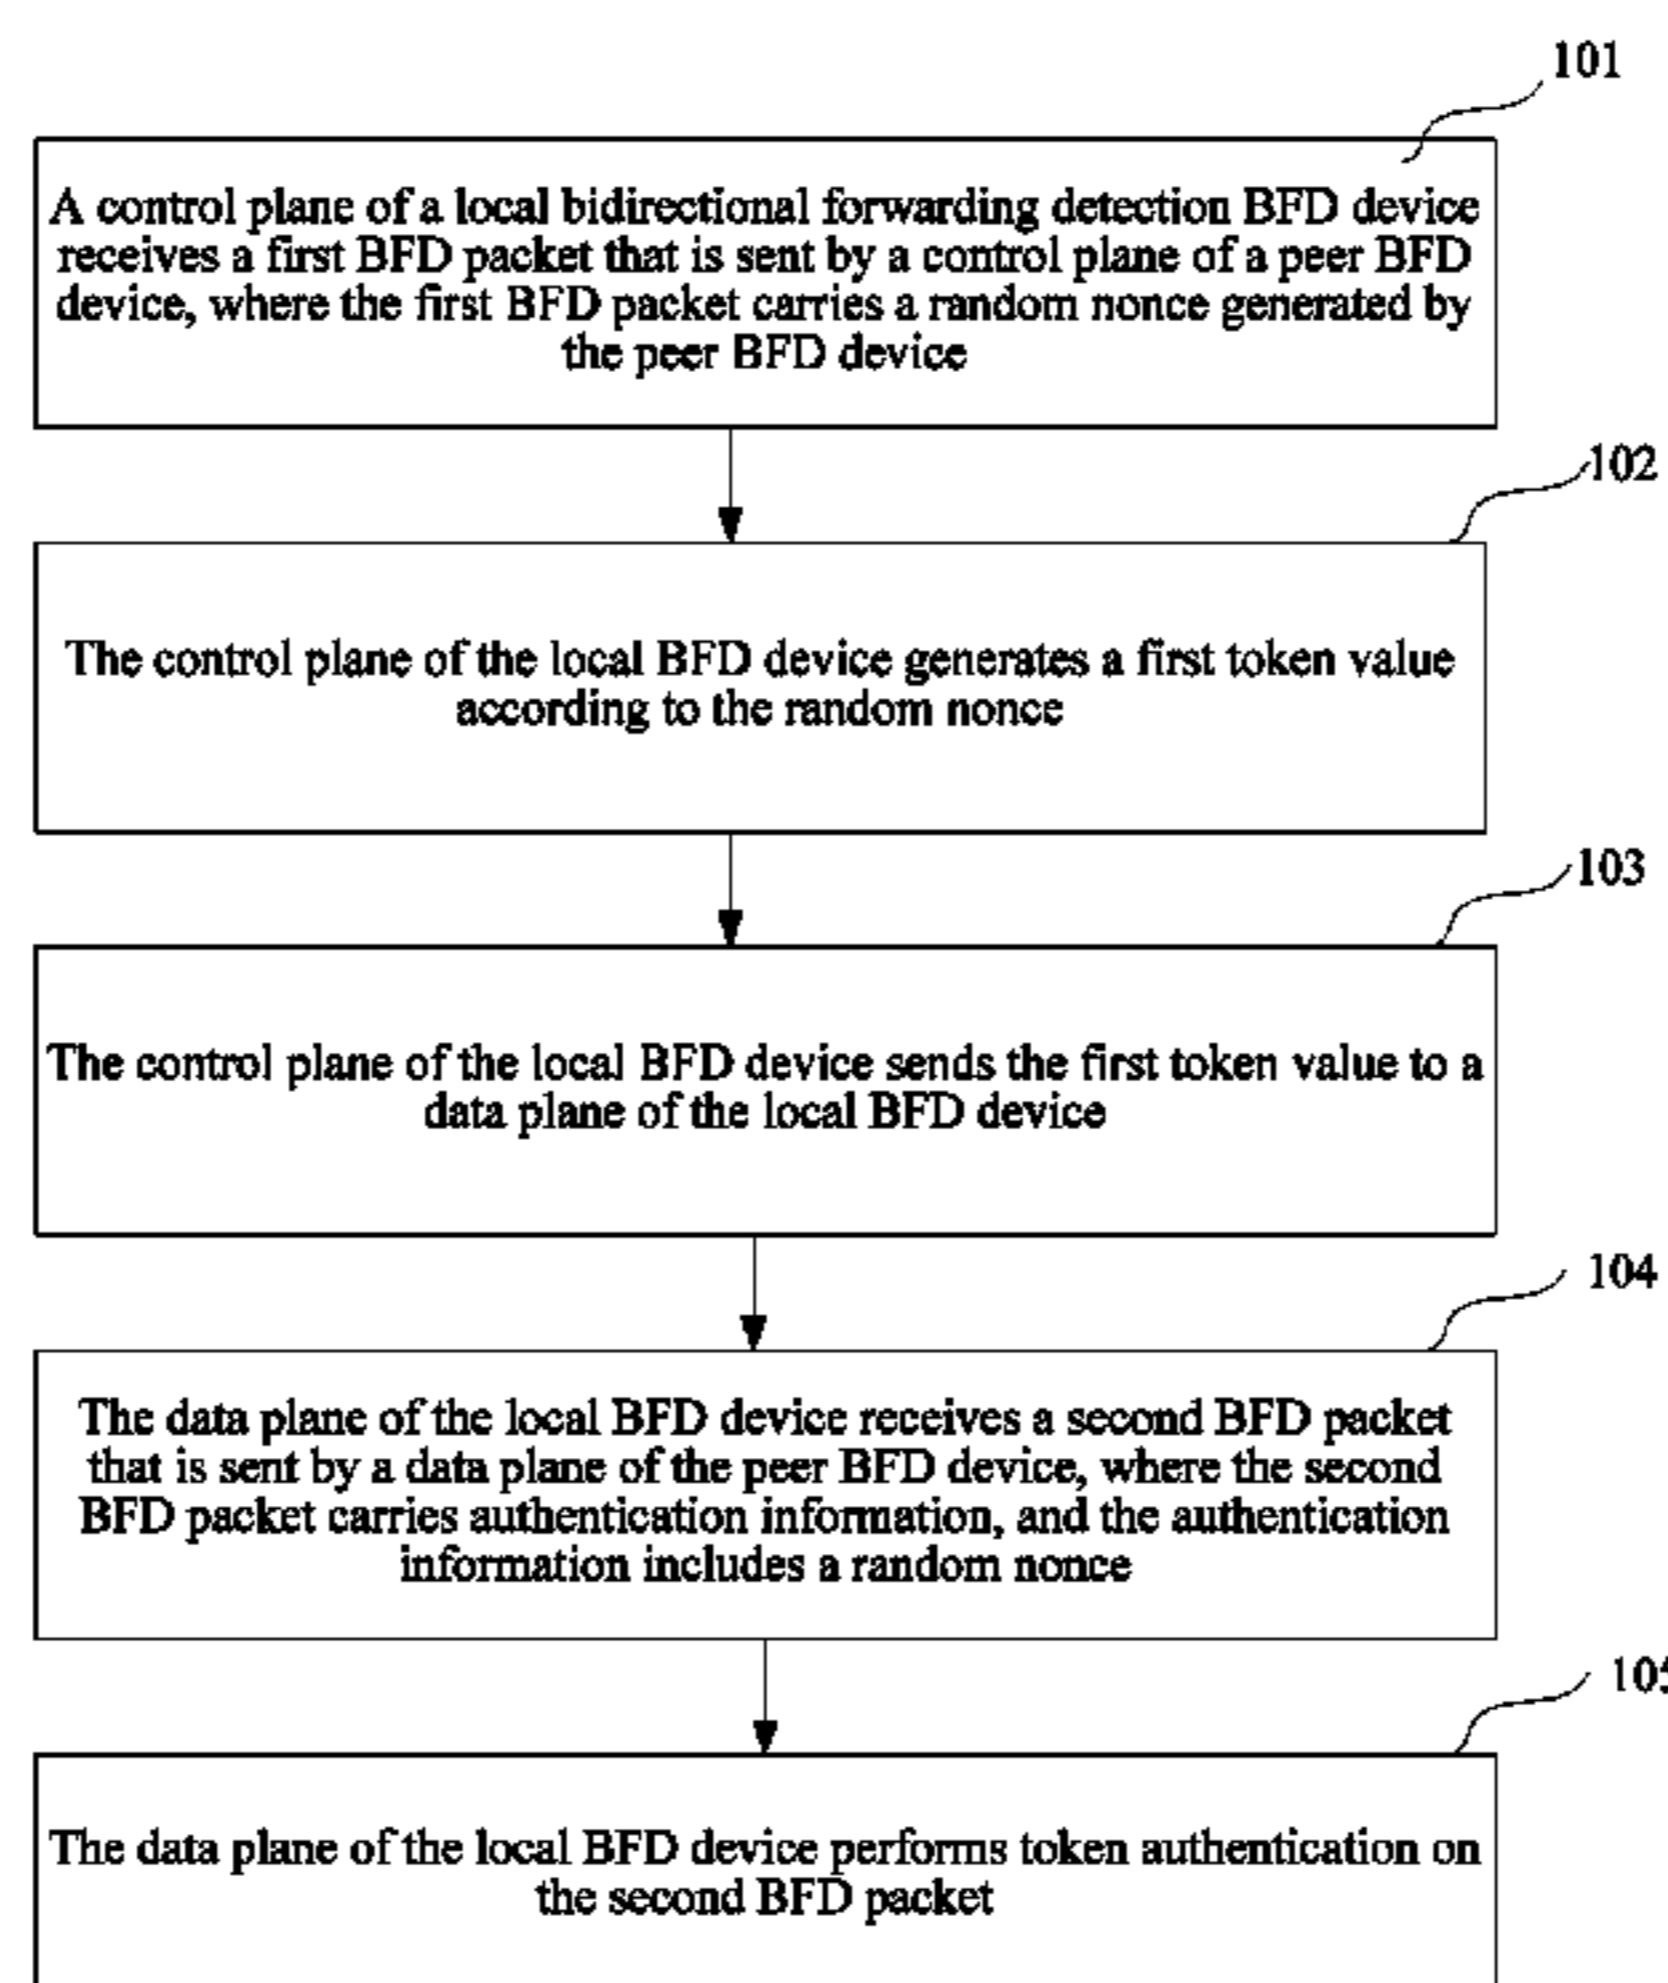 101
A control plane of a local bidirectional forwarding detection BFD device
receives a first BFD packet that is sent by a control plane of a peer BFD
device, where the first BFD packet carries a random nonce generated by
the peer BFD device
102
The control plane of the local BFD device generates a first token value
according to the random nonce
103
The control plane of the local BFD device sends the first token value to a
data plane of the local BFD device
104
The data plane of the local BFD device receives a second BFD packet
that is sent by a data plane of the peer BFD device, where the second
BFD packet carries authentication information, and the authentication
information includes a random nonce
105
The data plane of the local BFD device performs token authentication on
the second BFD packet